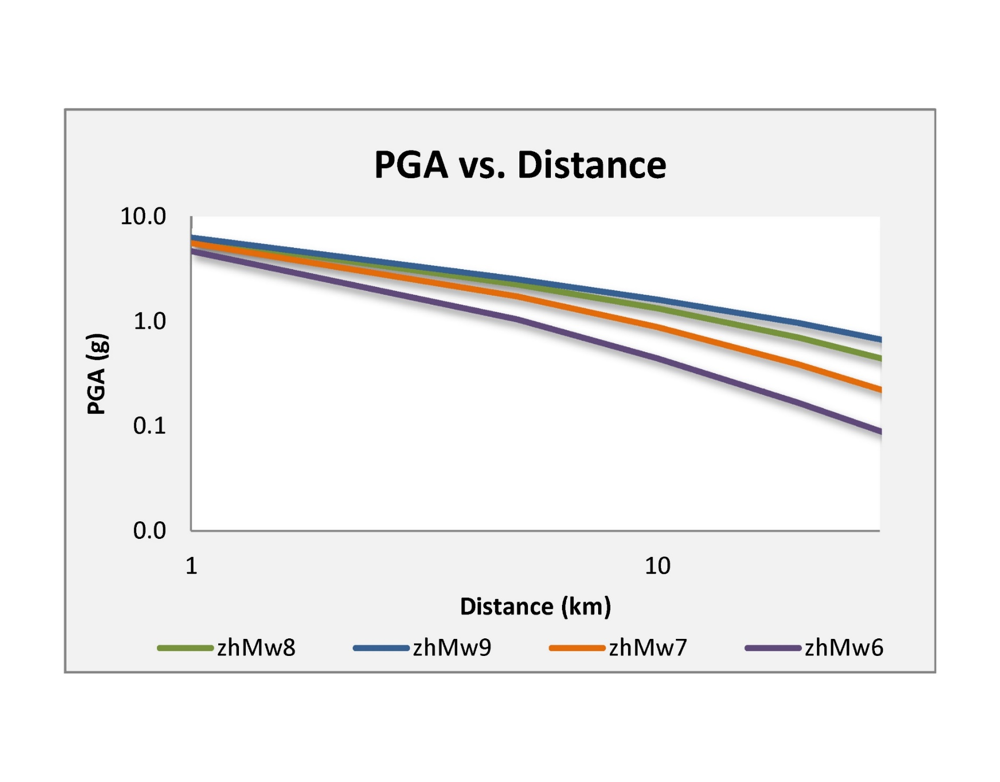 PGA vs. Distance
10.0
1.0
0.1
0.0
PGA (g)
1 10
Distance (km)
zhMw8 zhMw9 zhMw7 zhMw6